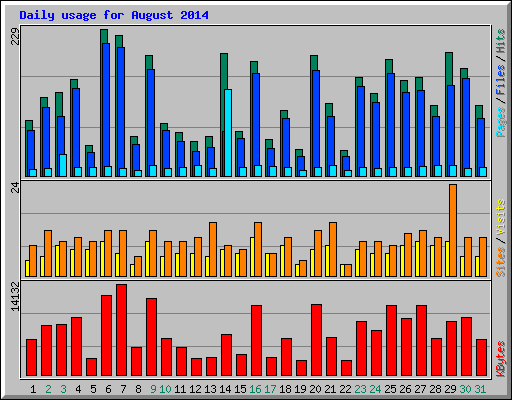 Daily usage for August 2014
229
Pages / Files / Hits
24
Sites / Visits
14132
KBytes
1 2 3 4 5 6 7 8 9 10 11 12 13 14 15 16 17 18 19 20 21 22 23 24 25 26 27 28 29 30 31